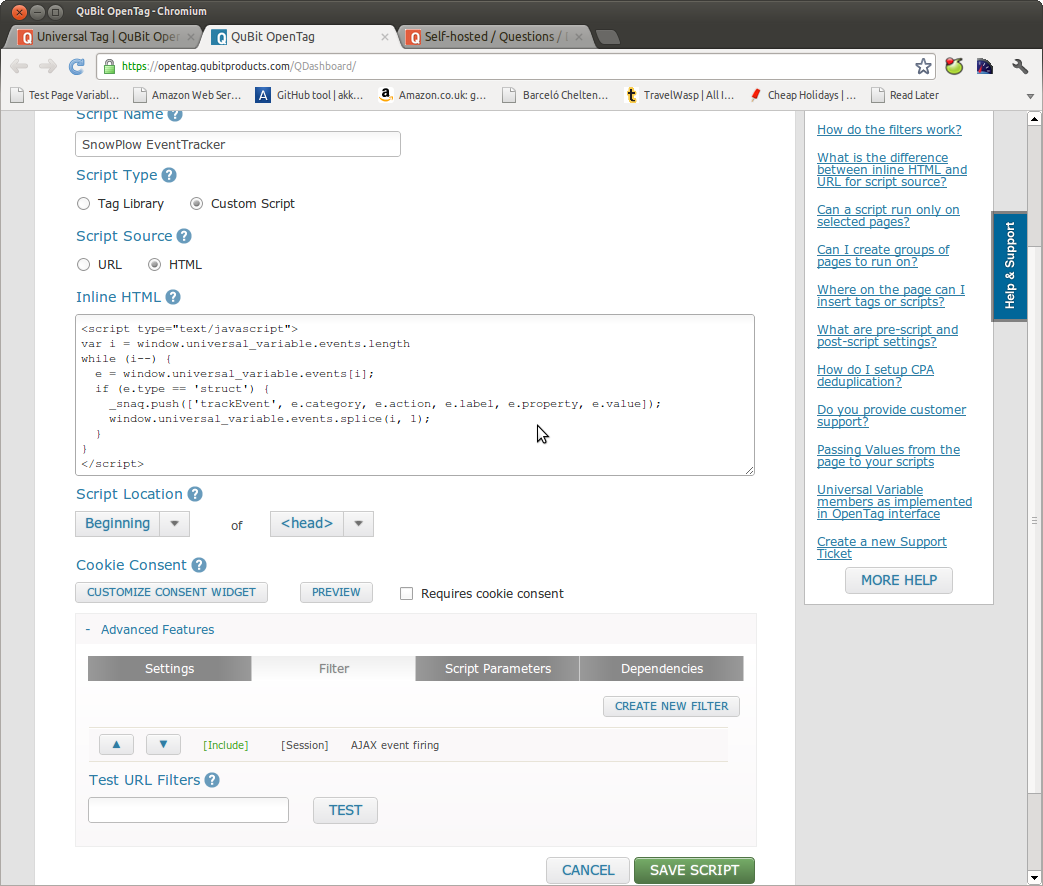 QuBit OpenTag - Chromium
Universal Tag | QuBit Open
QuBit OpenTag
Self-hosted / Questions /
https://opentag.qubitproducts.com/QDashboard/
Test Page Variabl...
Amazon Web Ser...
GitHub tool | akk...
Amazon.co.uk: g...
Barceló Chelten...
TravelWasp | All I...
Cheap Holidays | ...
Read Later
Script Name ?
SnowPlow EventTracker
Script Type ?
Tag Library
Custom Script
Script Source ?
URL
HTML
Inline HTML ?
<script type="text/javascript">
var i = window.universal_variable.events.length
while (i--) {
  e = window.universal_variable.events[i];
  if (e.type == 'struct') {
    _snaq.push(['trackEvent', e.category, e.action, e.label, e.property, e.value]);
    window.universal_variable.events.splice(i, 1);
  }
}
</script>
Script Location ?
Beginning
of
<head>
Cookie Consent ?
CUSTOMIZE CONSENT WIDGET
PREVIEW
Requires cookie consent
- Advanced Features
Settings
Filter
Script Parameters
Dependencies
CREATE NEW FILTER
[Include]
[Session]
AJAX event firing
Test URL Filters ?
TEST
CANCEL
SAVE SCRIPT
How do the filters work?
What is the difference
between inline HTML and
URL for script source?
Can a script run only on
selected pages?
Can I create groups of
pages to run on?
Where on the page can I
insert tags or scripts?
What are pre-script and
post-script settings?
How do I setup CPA
deduplication?
Do you provide customer
support?
Passing Values from the
page to your scripts
Universal Variable
members as implemented
in OpenTag interface
Create a new Support
Ticket
MORE HELP
Help & Support